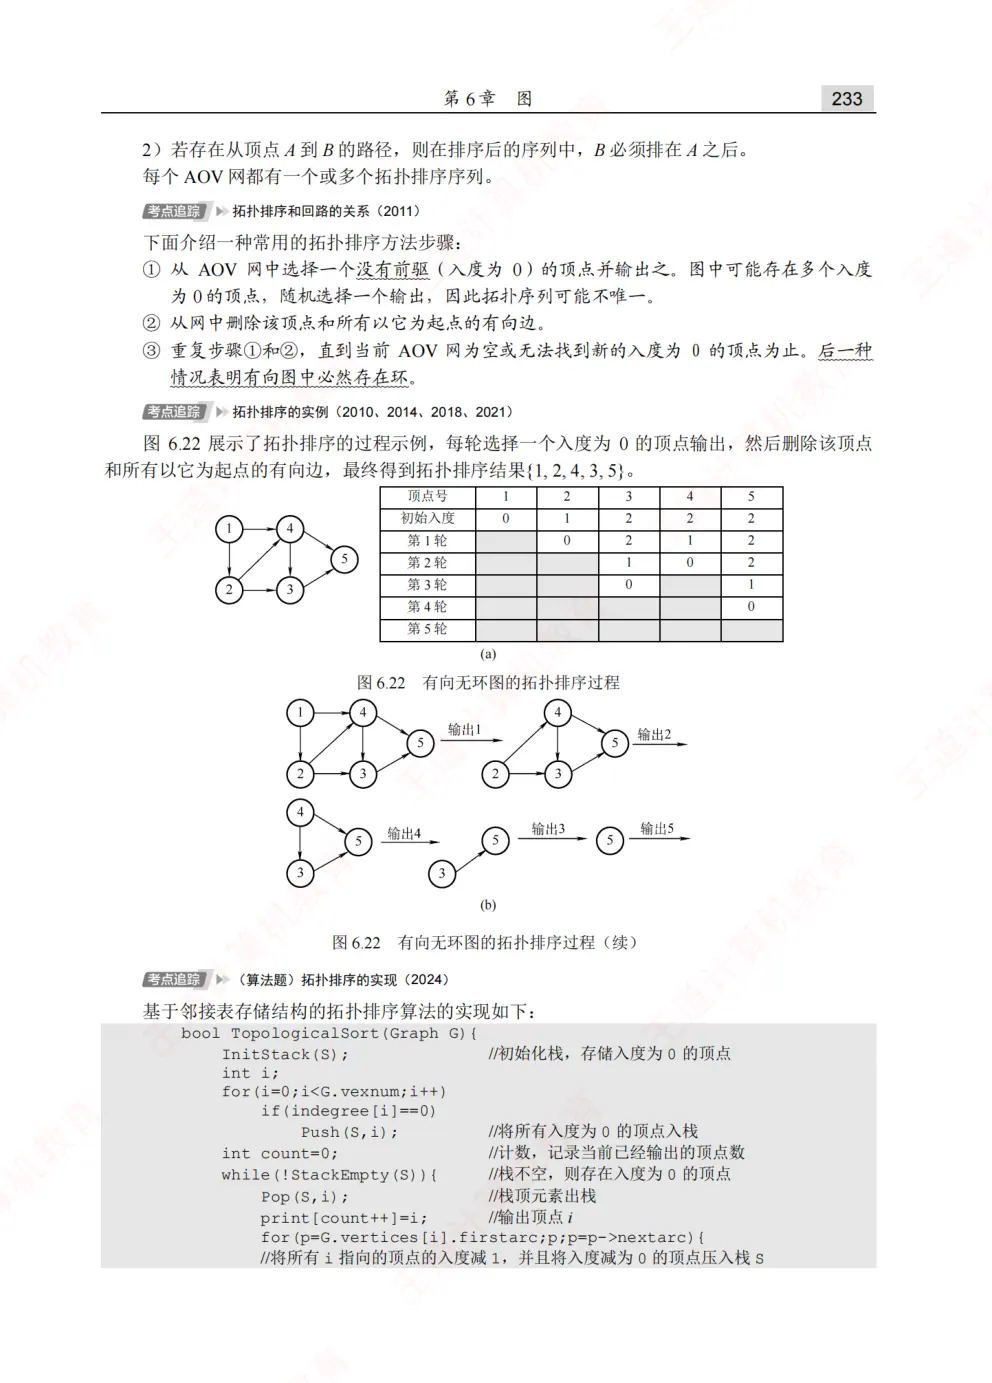 第 6 章 图
233
2）若存在从顶点 A 到 B 的路径，则在排序后的序列中，B 必须排在 A 之后。
每个 AOV 网都有一个或多个拓扑排序序列。
考点追踪 拓扑排序和回路的关系（2011）
下面介绍一种常用的拓扑排序方法步骤：
① 从 AOV 网中选择一个没有前驱（入度为 0）的顶点并输出之。图中可能存在多个入度
为 0 的顶点，随机选择一个输出，因此拓扑序列可能不唯一。
② 从网中删除该顶点和所有以它为起点的有向边。
③ 重复步骤①和②，直到当前 AOV 网为空或无法找到新的入度为 0 的顶点为止。后一种
情况表明有向图中必然存在环。
考点追踪 拓扑排序的实例（2010、2014、2018、2021）
图 6.22 展示了拓扑排序的过程示例，每轮选择一个入度为 0 的顶点输出，然后删除该顶点
和所有以它为起点的有向边，最终得到拓扑排序结果{1, 2, 4, 3, 5}。
1 4
5
2 3
顶点号 1 2 3 4 5
初始入度 0 1 2 2 2
第 1 轮 0 2 1 2
第 2 轮 1 0 2
第 3 轮 0 1
第 4 轮 0
第 5 轮
(a)
图 6.22 有向无环图的拓扑排序过程
1 4 5 2 3 输出1
4 5 2 3 输出2
4 5 3 输出4
5 3 输出3
5 输出5
(b)
图 6.22 有向无环图的拓扑排序过程（续）
考点追踪 （算法题）拓扑排序的实现（2024）
基于邻接表存储结构的拓扑排序算法的实现如下：
bool TopologicalSort(Graph G){
InitStack(S); //初始化栈，存储入度为 0 的顶点
int i;
for(i=0;i<G.vexnum;i++)
if(indegree[i]==0)
Push(S,i); //将所有入度为 0 的顶点入栈
int count=0; //计数，记录当前已经输出的顶点数
while(!StackEmpty(S)){ //栈不空，则存在入度为 0 的顶点
Pop(S,i); //栈顶元素出栈
print[count++]=i; //输出顶点 i
for(p=G.vertices[i].firstarc;p;p=p->nextarc){
//将所有 i 指向的顶点的入度减 1，并且将入度减为 0 的顶点压入栈 S